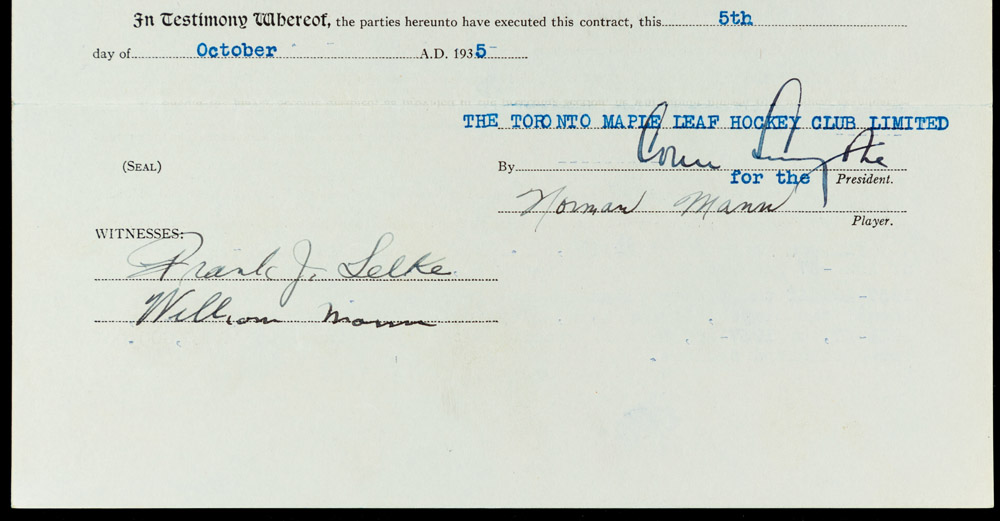 In Testimony Whereof, the parties hereunto have executed this contract, this 5th
day of October A.D. 1935
THE TORONTO MAPLE LEAF HOCKEY CLUB LIMITED
(SEAL) By Conn Smythe
for the President.
Norman Mann
Player.
WITNESSES:
Frank J. Selke
William Mann